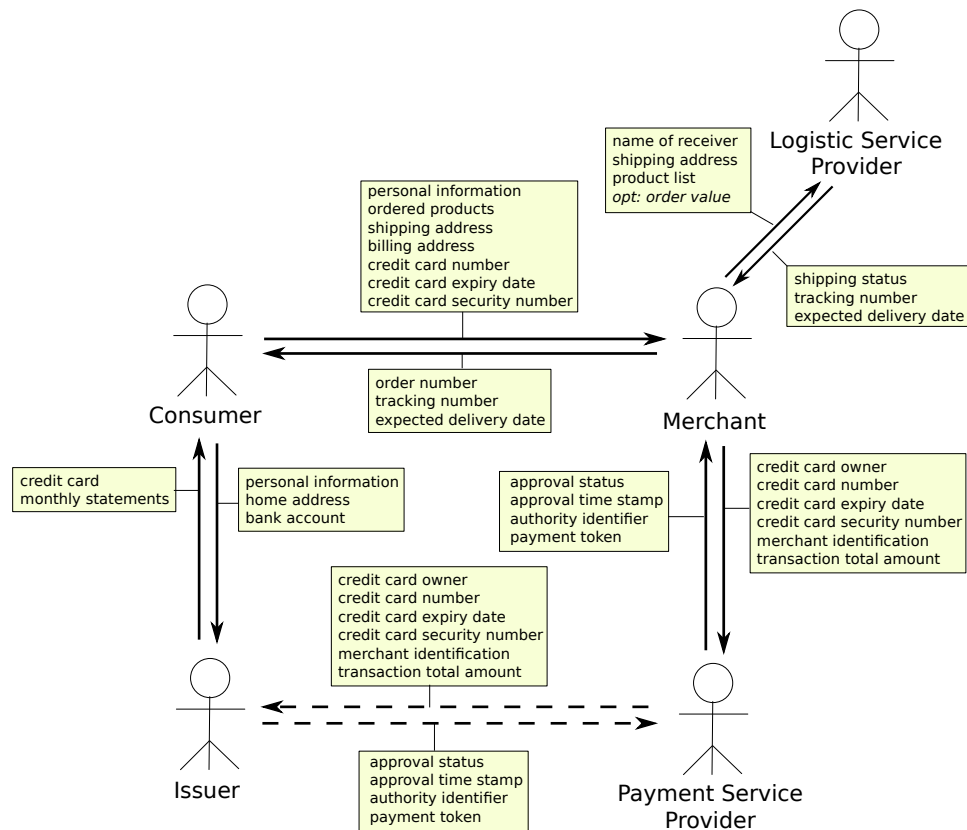 Logistic Service
Provider
name of receiver
shipping address
product list
opt: order value
shipping status
tracking number
expected delivery date
personal information
ordered products
shipping address
billing address
credit card number
credit card expiry date
credit card security number
order number
tracking number
expected delivery date
Consumer
Merchant
credit card
monthly statements
personal information
home address
bank account
approval status
approval time stamp
authority identifier
payment token
credit card owner
credit card number
credit card expiry date
credit card security number
merchant identification
transaction total amount
credit card owner
credit card number
credit card expiry date
credit card security number
merchant identification
transaction total amount
approval status
approval time stamp
authority identifier
payment token
Issuer
Payment Service
Provider